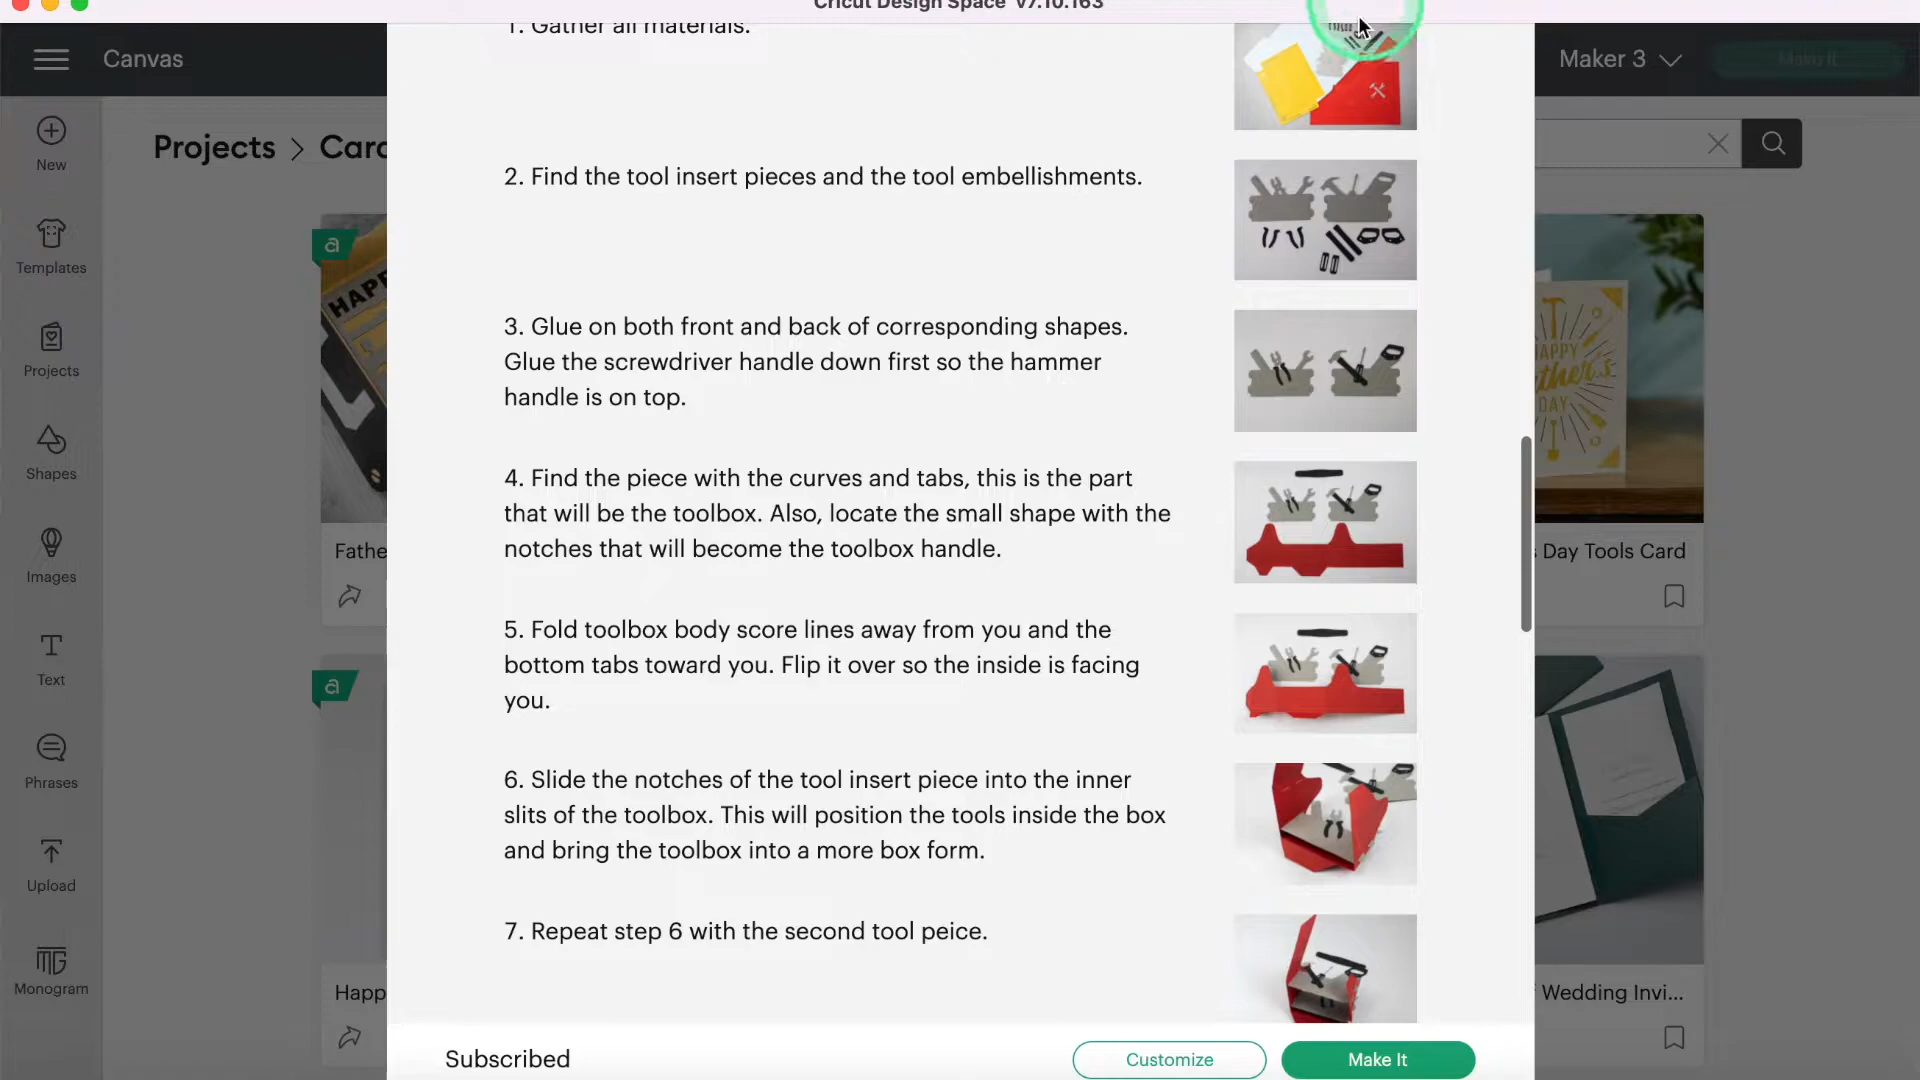 Cricut Design Space v7.10.163
Canvas
Maker 3
Make It
New
Templates
Projects
Shapes
Images
Text
Phrases
Upload
Monogram
Projects > Card
a
HAPP
Fathe
a
Happ
1. Gather all materials.
2. Find the tool insert pieces and the tool embellishments.
3. Glue on both front and back of corresponding shapes.
Glue the screwdriver handle down first so the hammer
handle is on top.
4. Find the piece with the curves and tabs, this is the part
that will be the toolbox. Also, locate the small shape with the
notches that will become the toolbox handle.
5. Fold toolbox body score lines away from you and the
bottom tabs toward you. Flip it over so the inside is facing
you.
6. Slide the notches of the tool insert piece into the inner
slits of the toolbox. This will position the tools inside the box
and bring the toolbox into a more box form.
7. Repeat step 6 with the second tool peice.
HAPPY
Father's
DAY
s Day Tools Card
Wedding Invi...
Subscribed
Customize
Make It